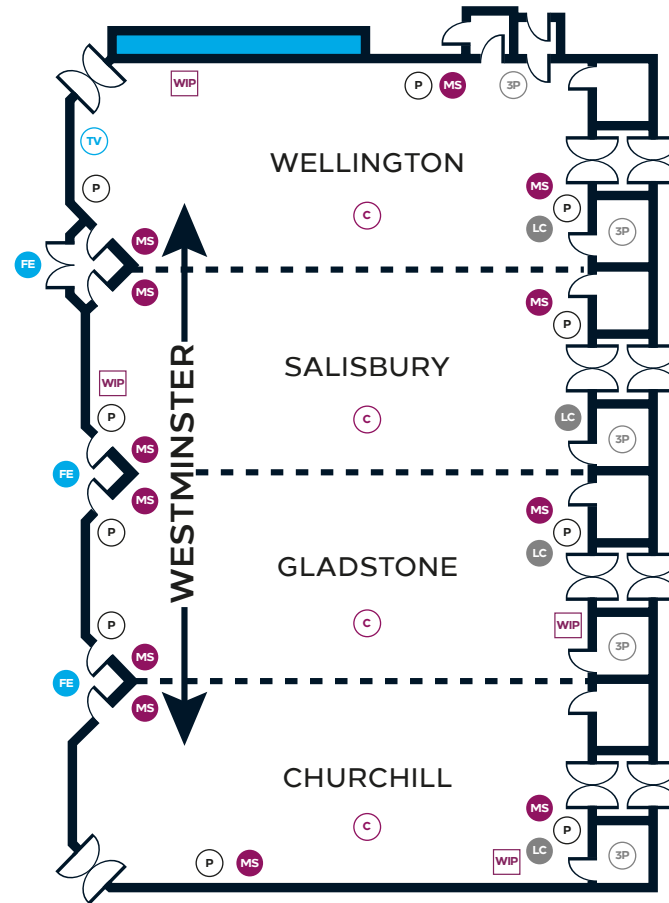 WIP P MS 3P
TV
WELLINGTON
P
MS
P
C
LC
3P
MS
FE
MS
MS
P
SALISBURY
WIP
P
C
LC
3P
MS
FE
MS
MS
P
P
LC
GLADSTONE
P
C
WIP
3P
MS
FE
MS
WESTMINSTER
CHURCHILL
MS
P
C
LC
3P
P MS
WIP